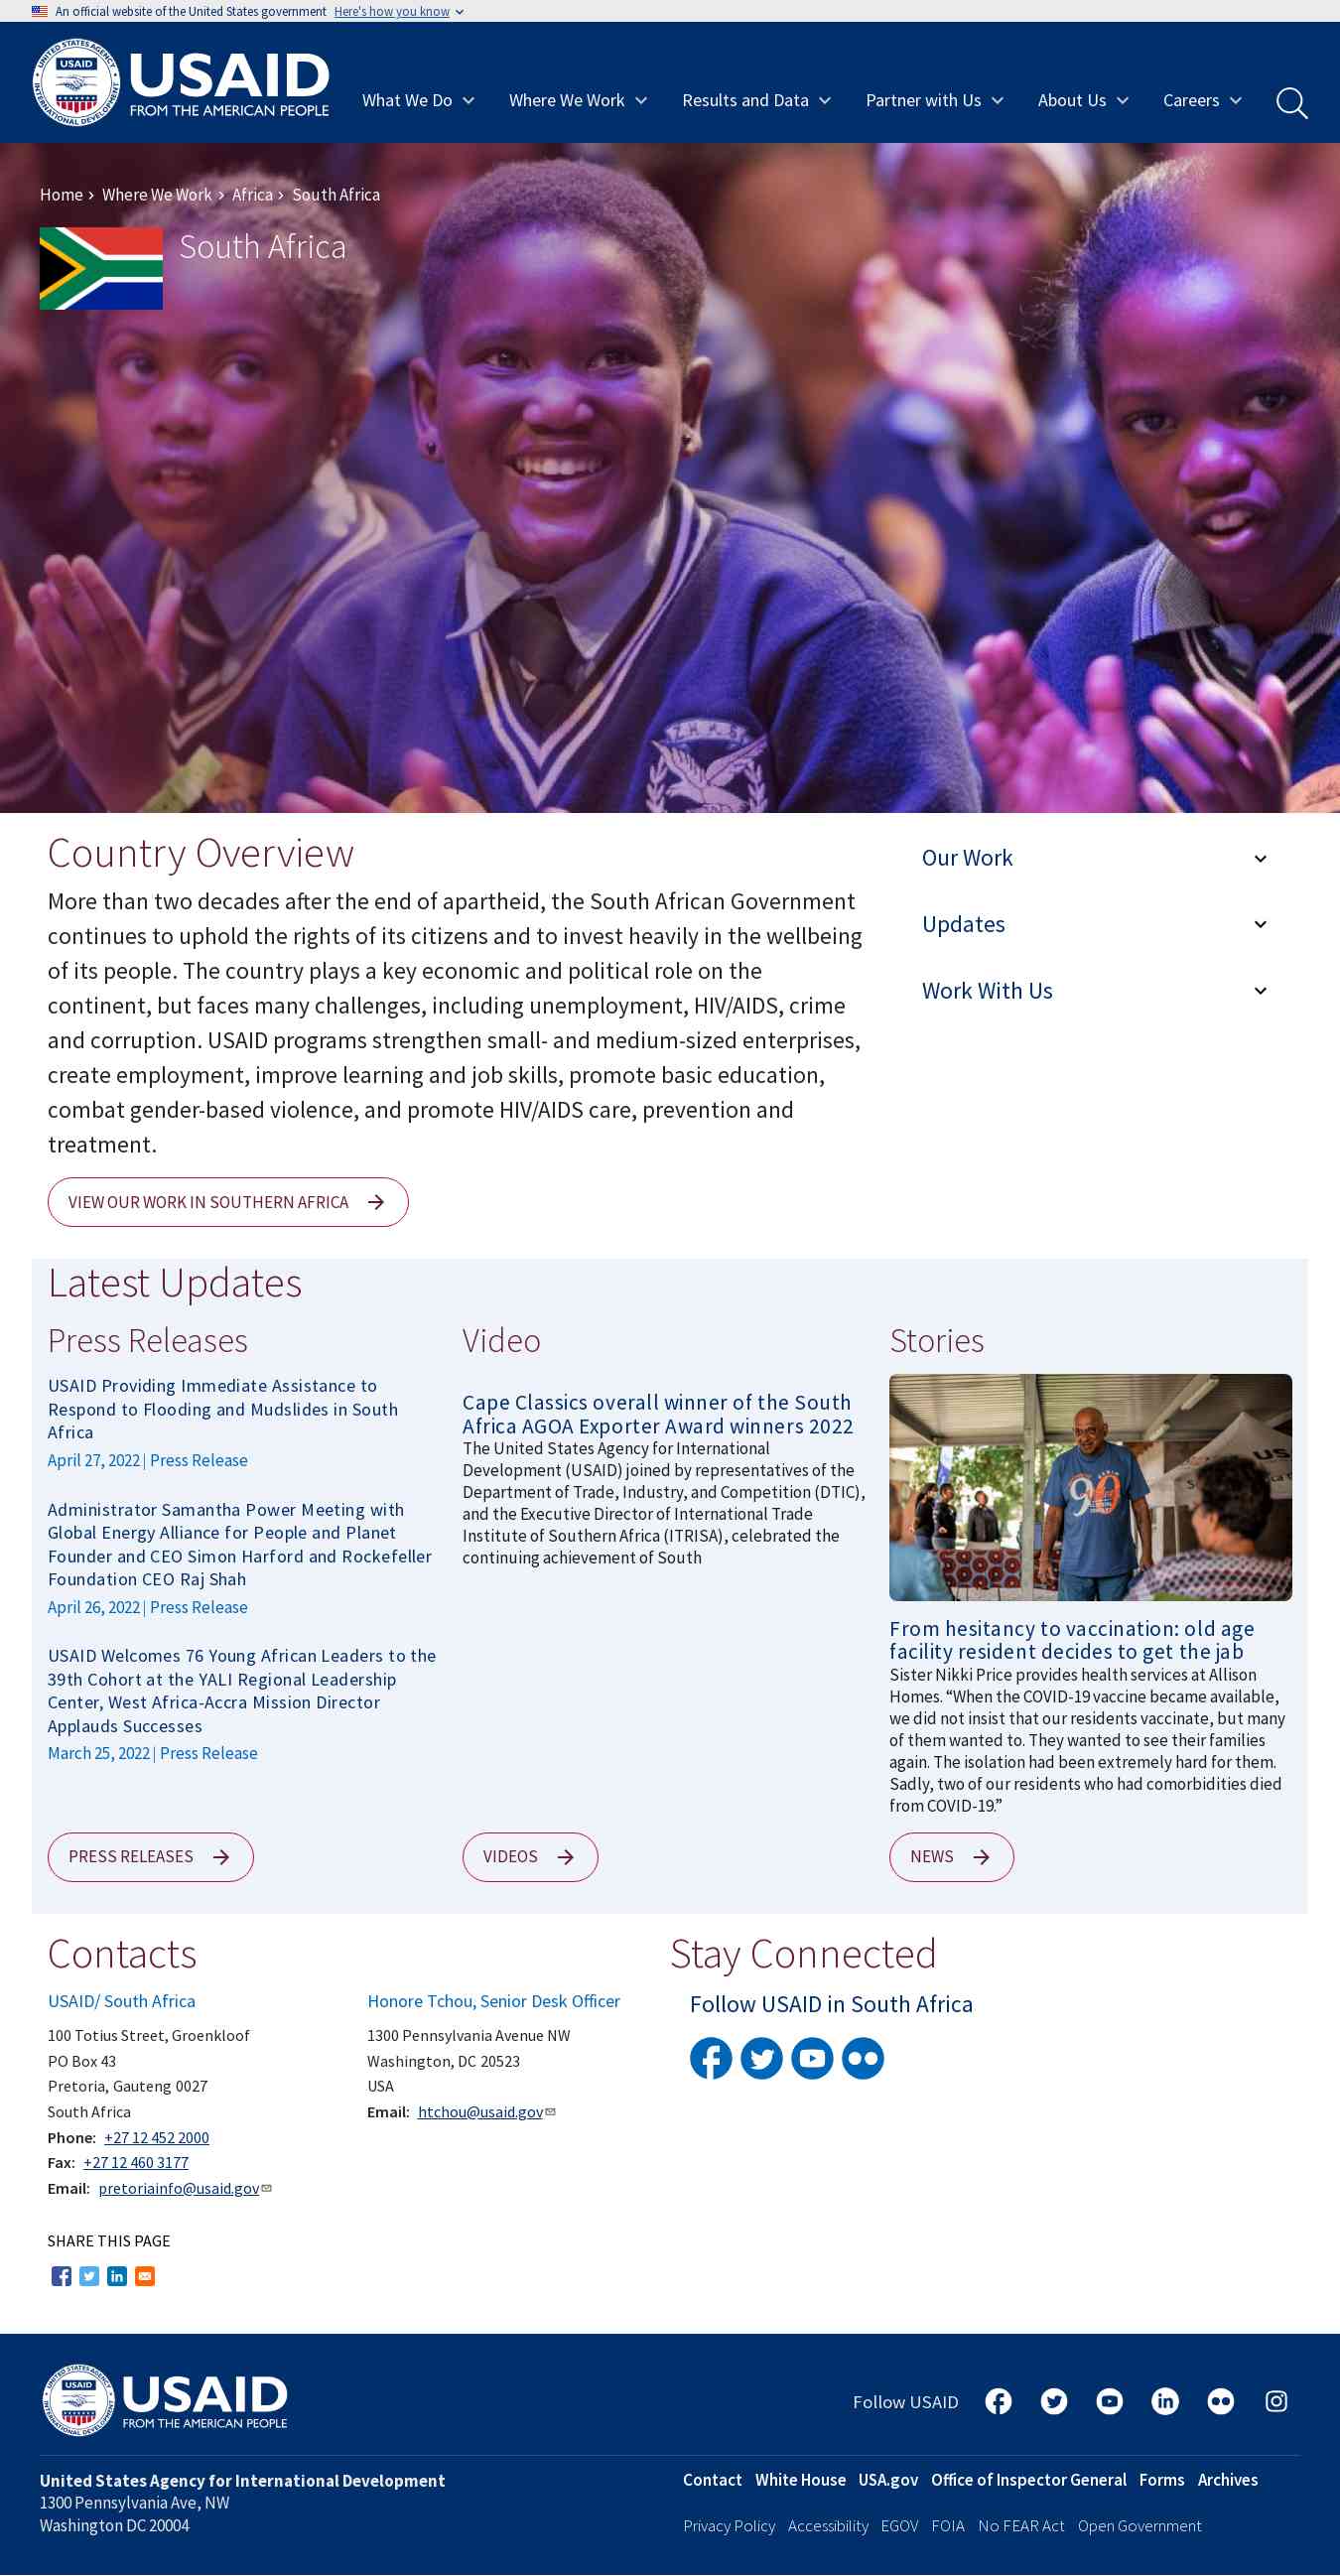 An official website of the United States government Here's how you know
USAID
FROM THE AMERICAN PEOPLE
What We Do
Where We Work
Results and Data
Partner with Us
About Us
Careers
Home > Where We Work > Africa > South Africa
South Africa
Country Overview
More than two decades after the end of apartheid, the South African Government
continues to uphold the rights of its citizens and to invest heavily in the wellbeing
of its people. The country plays a key economic and political role on the
continent, but faces many challenges, including unemployment, HIV/AIDS, crime
and corruption. USAID programs strengthen small- and medium-sized enterprises,
create employment, improve learning and job skills, promote basic education,
combat gender-based violence, and promote HIV/AIDS care, prevention and
treatment.
VIEW OUR WORK IN SOUTHERN AFRICA
Our Work
Updates
Work With Us
Latest Updates
Press Releases
USAID Providing Immediate Assistance to
Respond to Flooding and Mudslides in South
Africa
April 27, 2022 | Press Release
Administrator Samantha Power Meeting with
Global Energy Alliance for People and Planet
Founder and CEO Simon Harford and Rockefeller
Foundation CEO Raj Shah
April 26, 2022 | Press Release
USAID Welcomes 76 Young African Leaders to the
39th Cohort at the YALI Regional Leadership
Center, West Africa-Accra Mission Director
Applauds Successes
March 25, 2022 | Press Release
PRESS RELEASES
Video
Cape Classics overall winner of the South
Africa AGOA Exporter Award winners 2022
The United States Agency for International
Development (USAID) joined by representatives of the
Department of Trade, Industry, and Competition (DTIC),
and the Executive Director of International Trade
Institute of Southern Africa (ITRISA), celebrated the
continuing achievement of South
VIDEOS
Stories
From hesitancy to vaccination: old age
facility resident decides to get the jab
Sister Nikki Price provides health services at Allison
Homes. “When the COVID-19 vaccine became available,
we did not insist that our residents vaccinate, but many
of them wanted to. They wanted to see their families
again. The isolation had been extremely hard for them.
Sadly, two of our residents who had comorbidities died
from COVID-19.”
NEWS
Contacts
USAID/ South Africa
100 Totius Street, Groenkloof
PO Box 43
Pretoria, Gauteng 0027
South Africa
Phone: +27 12 452 2000
Fax: +27 12 460 3177
Email: pretoriainfo@usaid.gov
Honore Tchou, Senior Desk Officer
1300 Pennsylvania Avenue NW
Washington, DC 20523
USA
Email: htchou@usaid.gov
Stay Connected
Follow USAID in South Africa
SHARE THIS PAGE
USAID
FROM THE AMERICAN PEOPLE
Follow USAID
United States Agency for International Development
1300 Pennsylvania Ave, NW
Washington DC 20004
Contact White House USA.gov Office of Inspector General Forms Archives
Privacy Policy Accessibility EGOV FOIA No FEAR Act Open Government